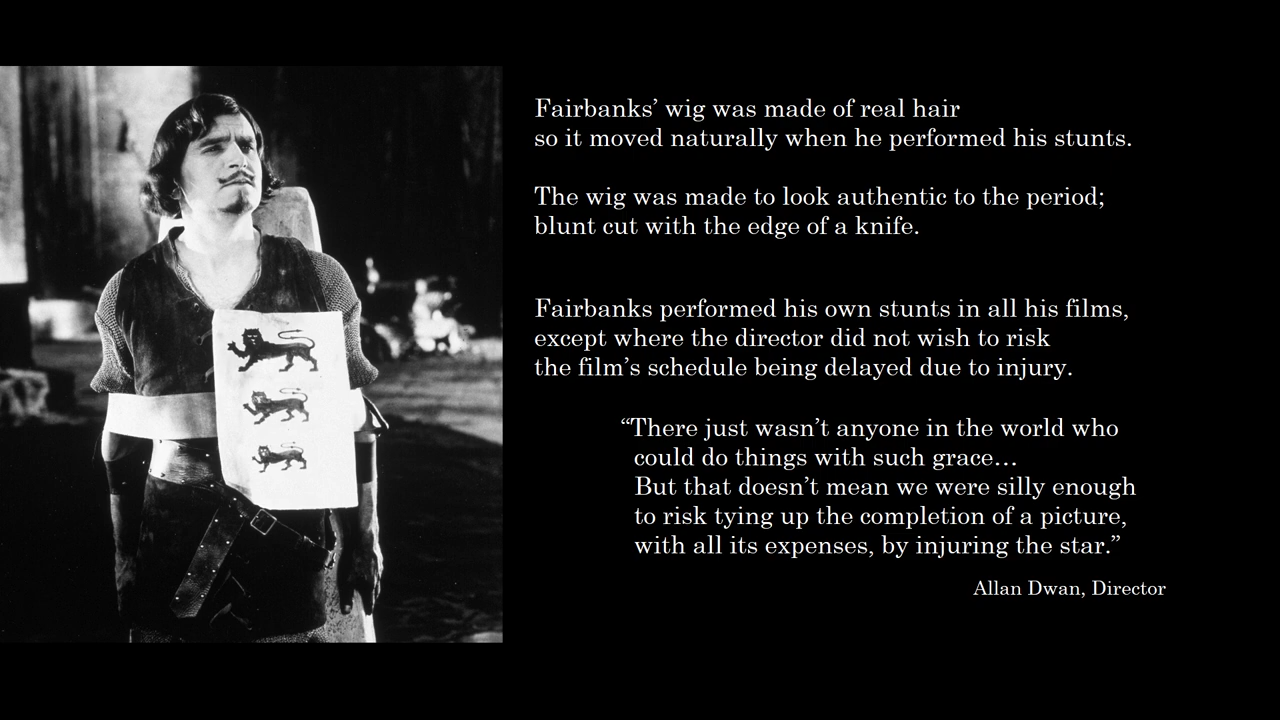 Fairbanks’ wig was made of real hair
so it moved naturally when he performed his stunts.
The wig was made to look authentic to the period;
blunt cut with the edge of a knife.
Fairbanks performed his own stunts in all his films,
except where the director did not wish to risk
the film’s schedule being delayed due to injury.
“There just wasn’t anyone in the world who
could do things with such grace…
But that doesn’t mean we were silly enough
to risk tying up the completion of a picture,
with all its expenses, by injuring the star.”
Allan Dwan, Director